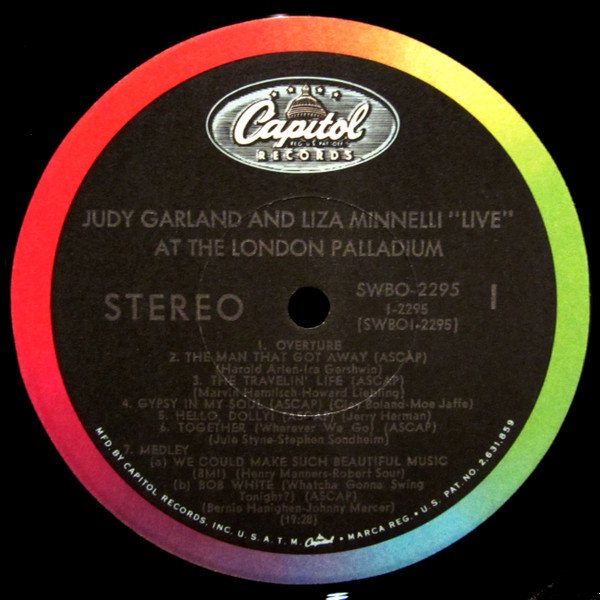 Capitol
REG. U.S. PAT. OFF.
RECORDS
JUDY GARLAND AND LIZA MINNELLI "LIVE"
AT THE LONDON PALLADIUM
STEREO
SWBO-2295
1-2295
[SWBO1-2295]
1
1. OVERTURE
2. THE MAN THAT GOT AWAY (ASCAP)
(Harold Arlen-Ira Gershwin)
3. THE TRAVELIN' LIFE (ASCAP)
(Marvin Hamlisch-Howard Liebling)
4. GYPSY IN MY SOUL (ASCAP) (Clay Boland-Moe Jaffe)
5. HELLO, DOLLY! (ASCAP) (Jerry Herman)
6. TOGETHER (Wherever We Go) (ASCAP)
(Jule Styne-Stephen Sondheim)
7. MEDLEY
(a) WE COULD MAKE SUCH BEAUTIFUL MUSIC
(BMI) (Henry Manners-Robert Sour)
(b) BOB WHITE (Whatcha Gonna Swing
Tonight?) (ASCAP)
(Bernie Hanighen-Johnny Mercer)
(19:28)
MFD. BY CAPITOL RECORDS, INC. U.S.A. T.M. Capitol • MARCA REG. • U.S. PAT. NO. 2,631,859